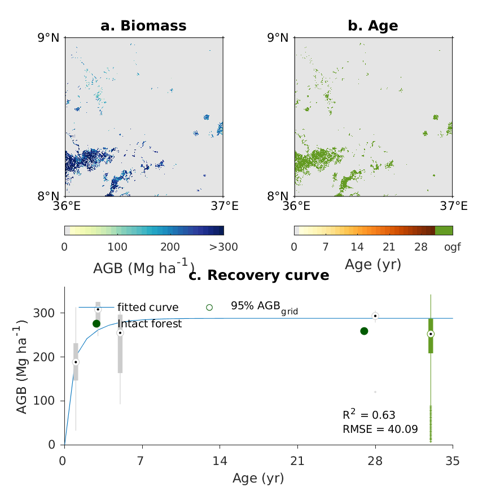 a. Biomass
b. Age
9°N
8°N
36°E
37°E
9°N
8°N
36°E
37°E
0 100 200 >300
AGB (Mg ha⁻¹)
0 7 14 21 28 ogf
Age (yr)
c. Recovery curve
fitted curve
95% AGB_grid
Intact forest
AGB (Mg ha⁻¹)
300
200
100
0
R² = 0.63
RMSE = 40.09
0 7 14 21 28 35
Age (yr)